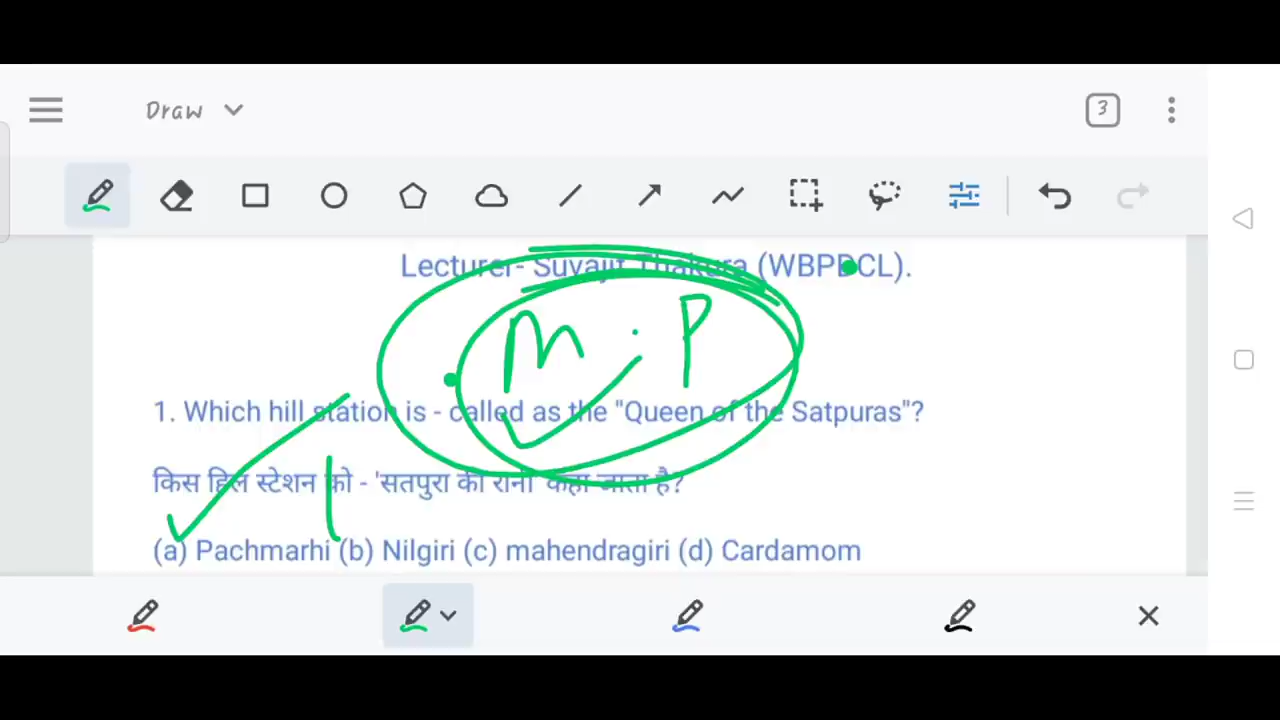 Draw
3
Lecturer- Suvajit Thakura (WBPDCL).
M. P
1. Which hill station is - called as the "Queen of the Satpuras"?
किस हिल स्टेशन को - 'सतपुरा की रानी' कहा जाता है?
(a) Pachmarhi (b) Nilgiri (c) mahendragiri (d) Cardamom